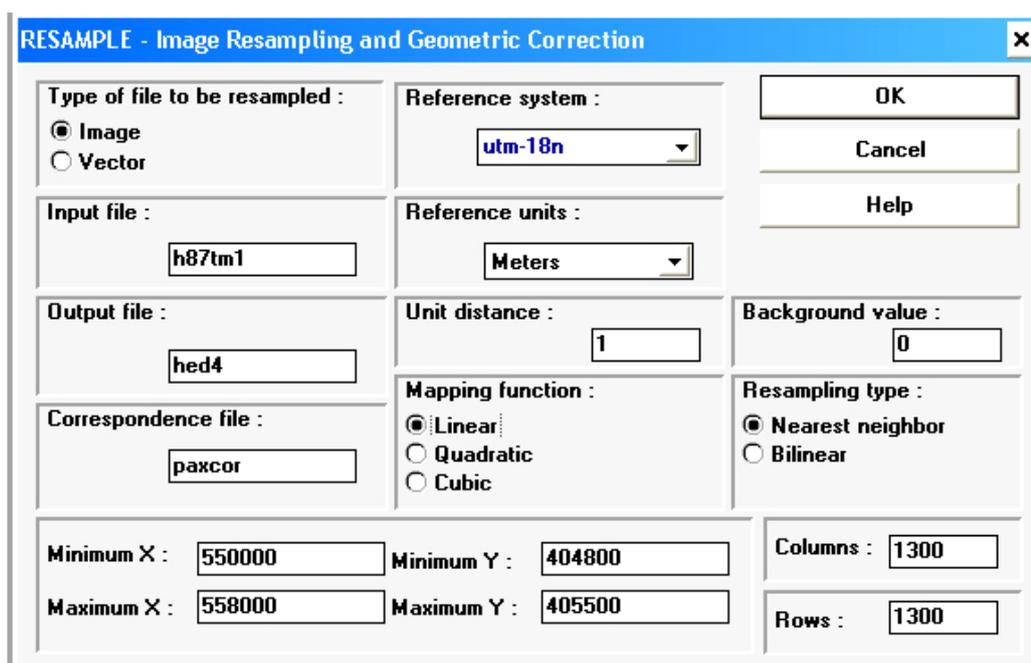 RESAMPLE - Image Resampling and Geometric Correction
Type of file to be resampled :
Image
Vector
Reference system :
utm-18n
OK
Cancel
Help
Input file :
h87tm1
Reference units :
Meters
Output file :
hed4
Unit distance :
1
Background value :
0
Correspondence file :
paxcor
Mapping function :
Linear
Quadratic
Cubic
Resampling type :
Nearest neighbor
Bilinear
Minimum X : 550000 Minimum Y : 404800
Maximum X : 558000 Maximum Y : 405500
Columns : 1300
Rows : 1300